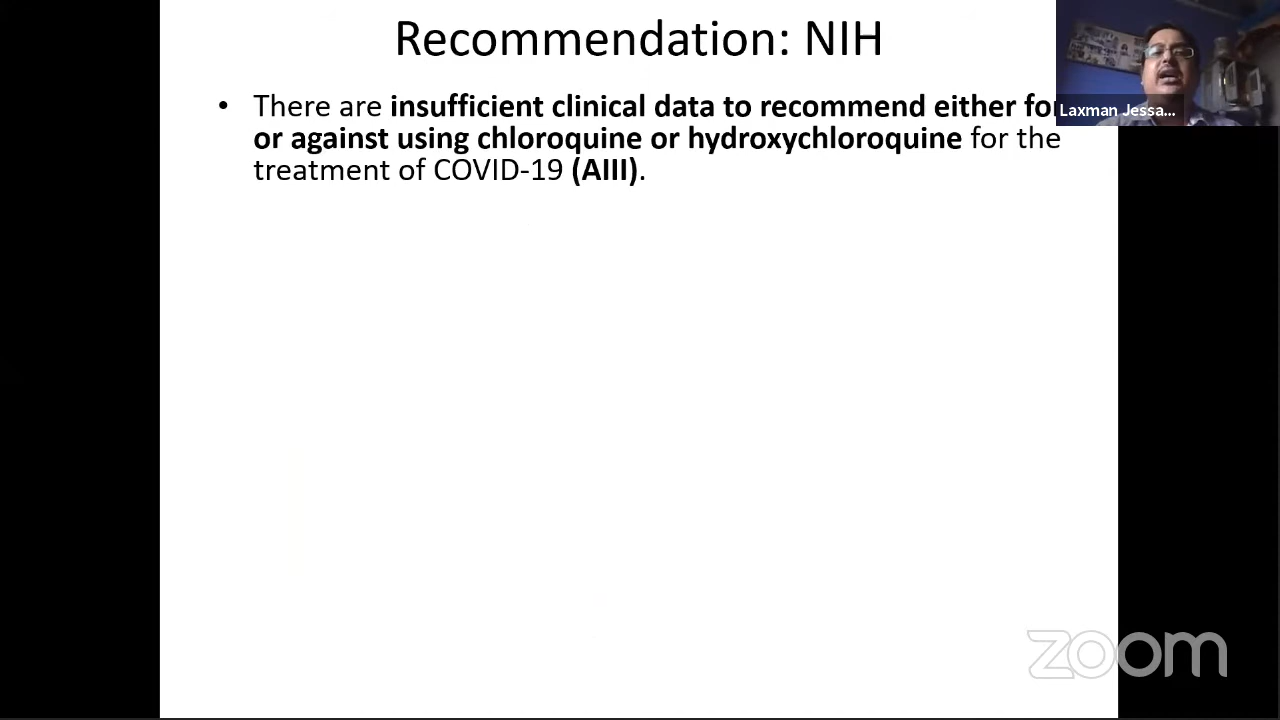 Recommendation: NIH
• There are insufficient clinical data to recommend either for
or against using chloroquine or hydroxychloroquine for the
treatment of COVID-19 (AIII).
Laxman Jessa...
zoom